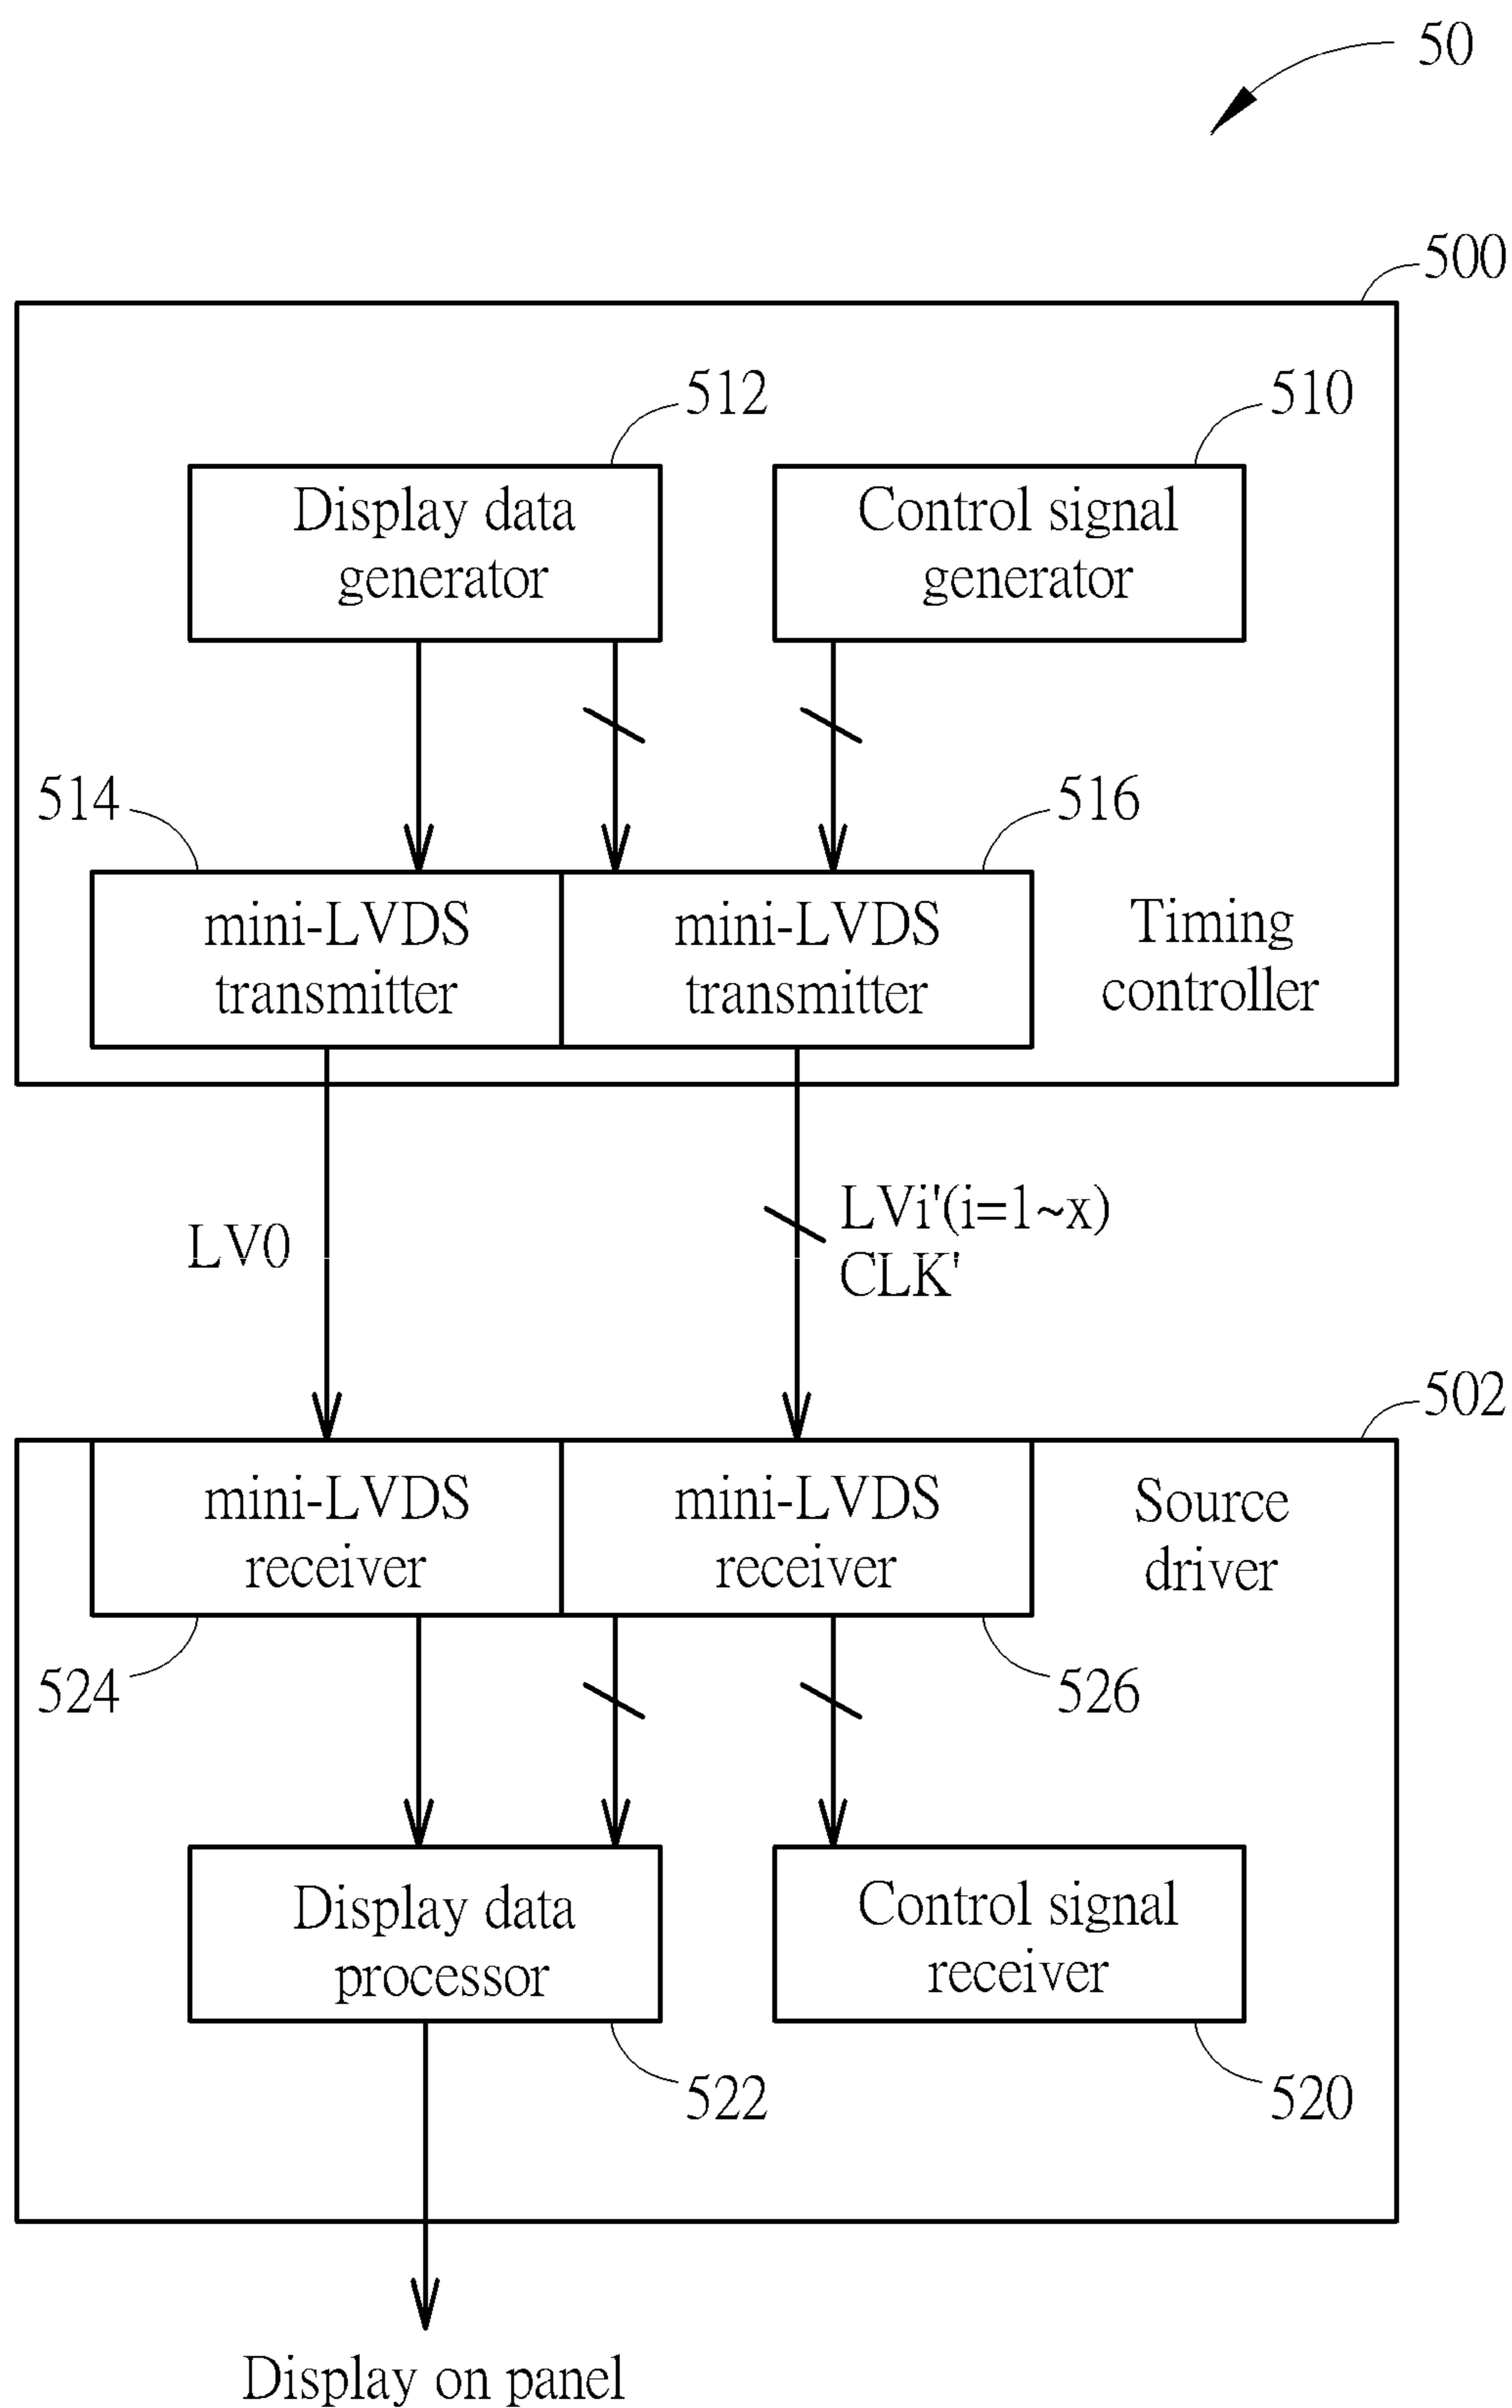 50
500
512
510
Display data
generator
Control signal
generator
514
516
mini-LVDS
transmitter
mini-LVDS
transmitter
Timing
controller
LV0
LVi'(i=1~x)
CLK'
502
mini-LVDS
receiver
mini-LVDS
receiver
Source
driver
524
526
Display data
processor
Control signal
receiver
522
520
Display on panel